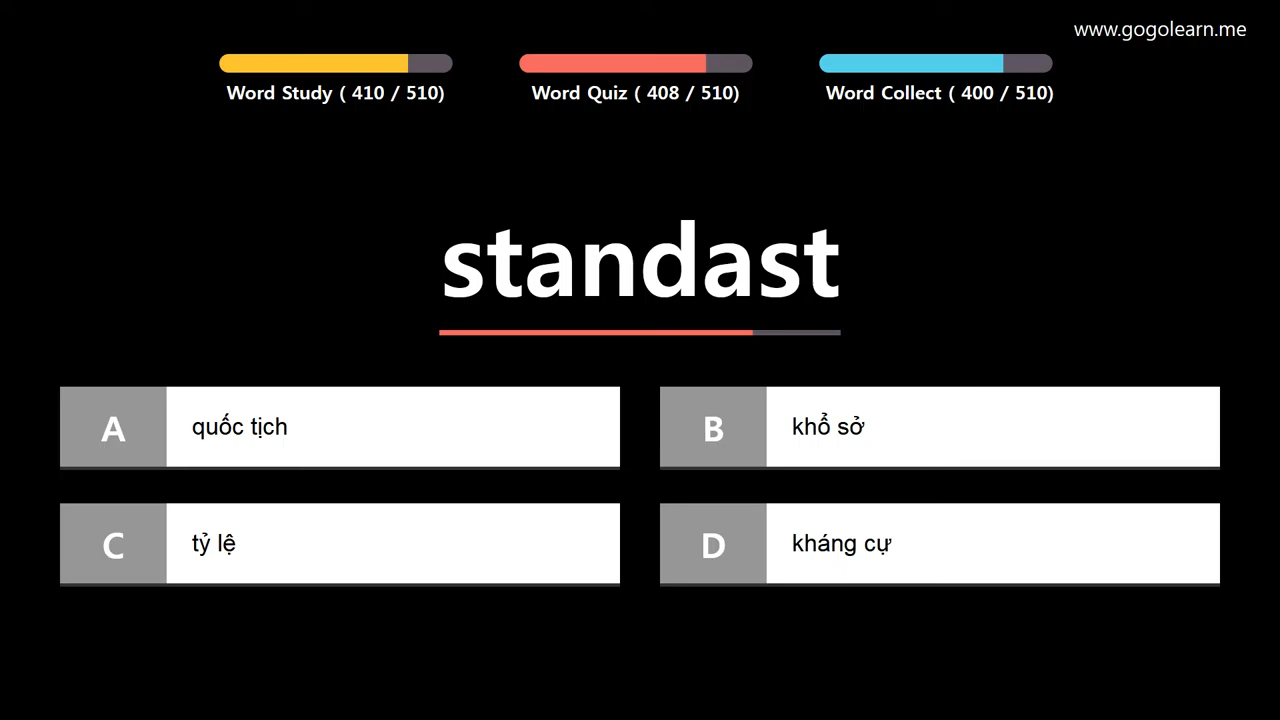 www.gogolearn.me
Word Study ( 410 / 510)
Word Quiz ( 408 / 510)
Word Collect ( 400 / 510)
standast
A
quốc tịch
B
khổ sở
C
tỷ lệ
D
kháng cự